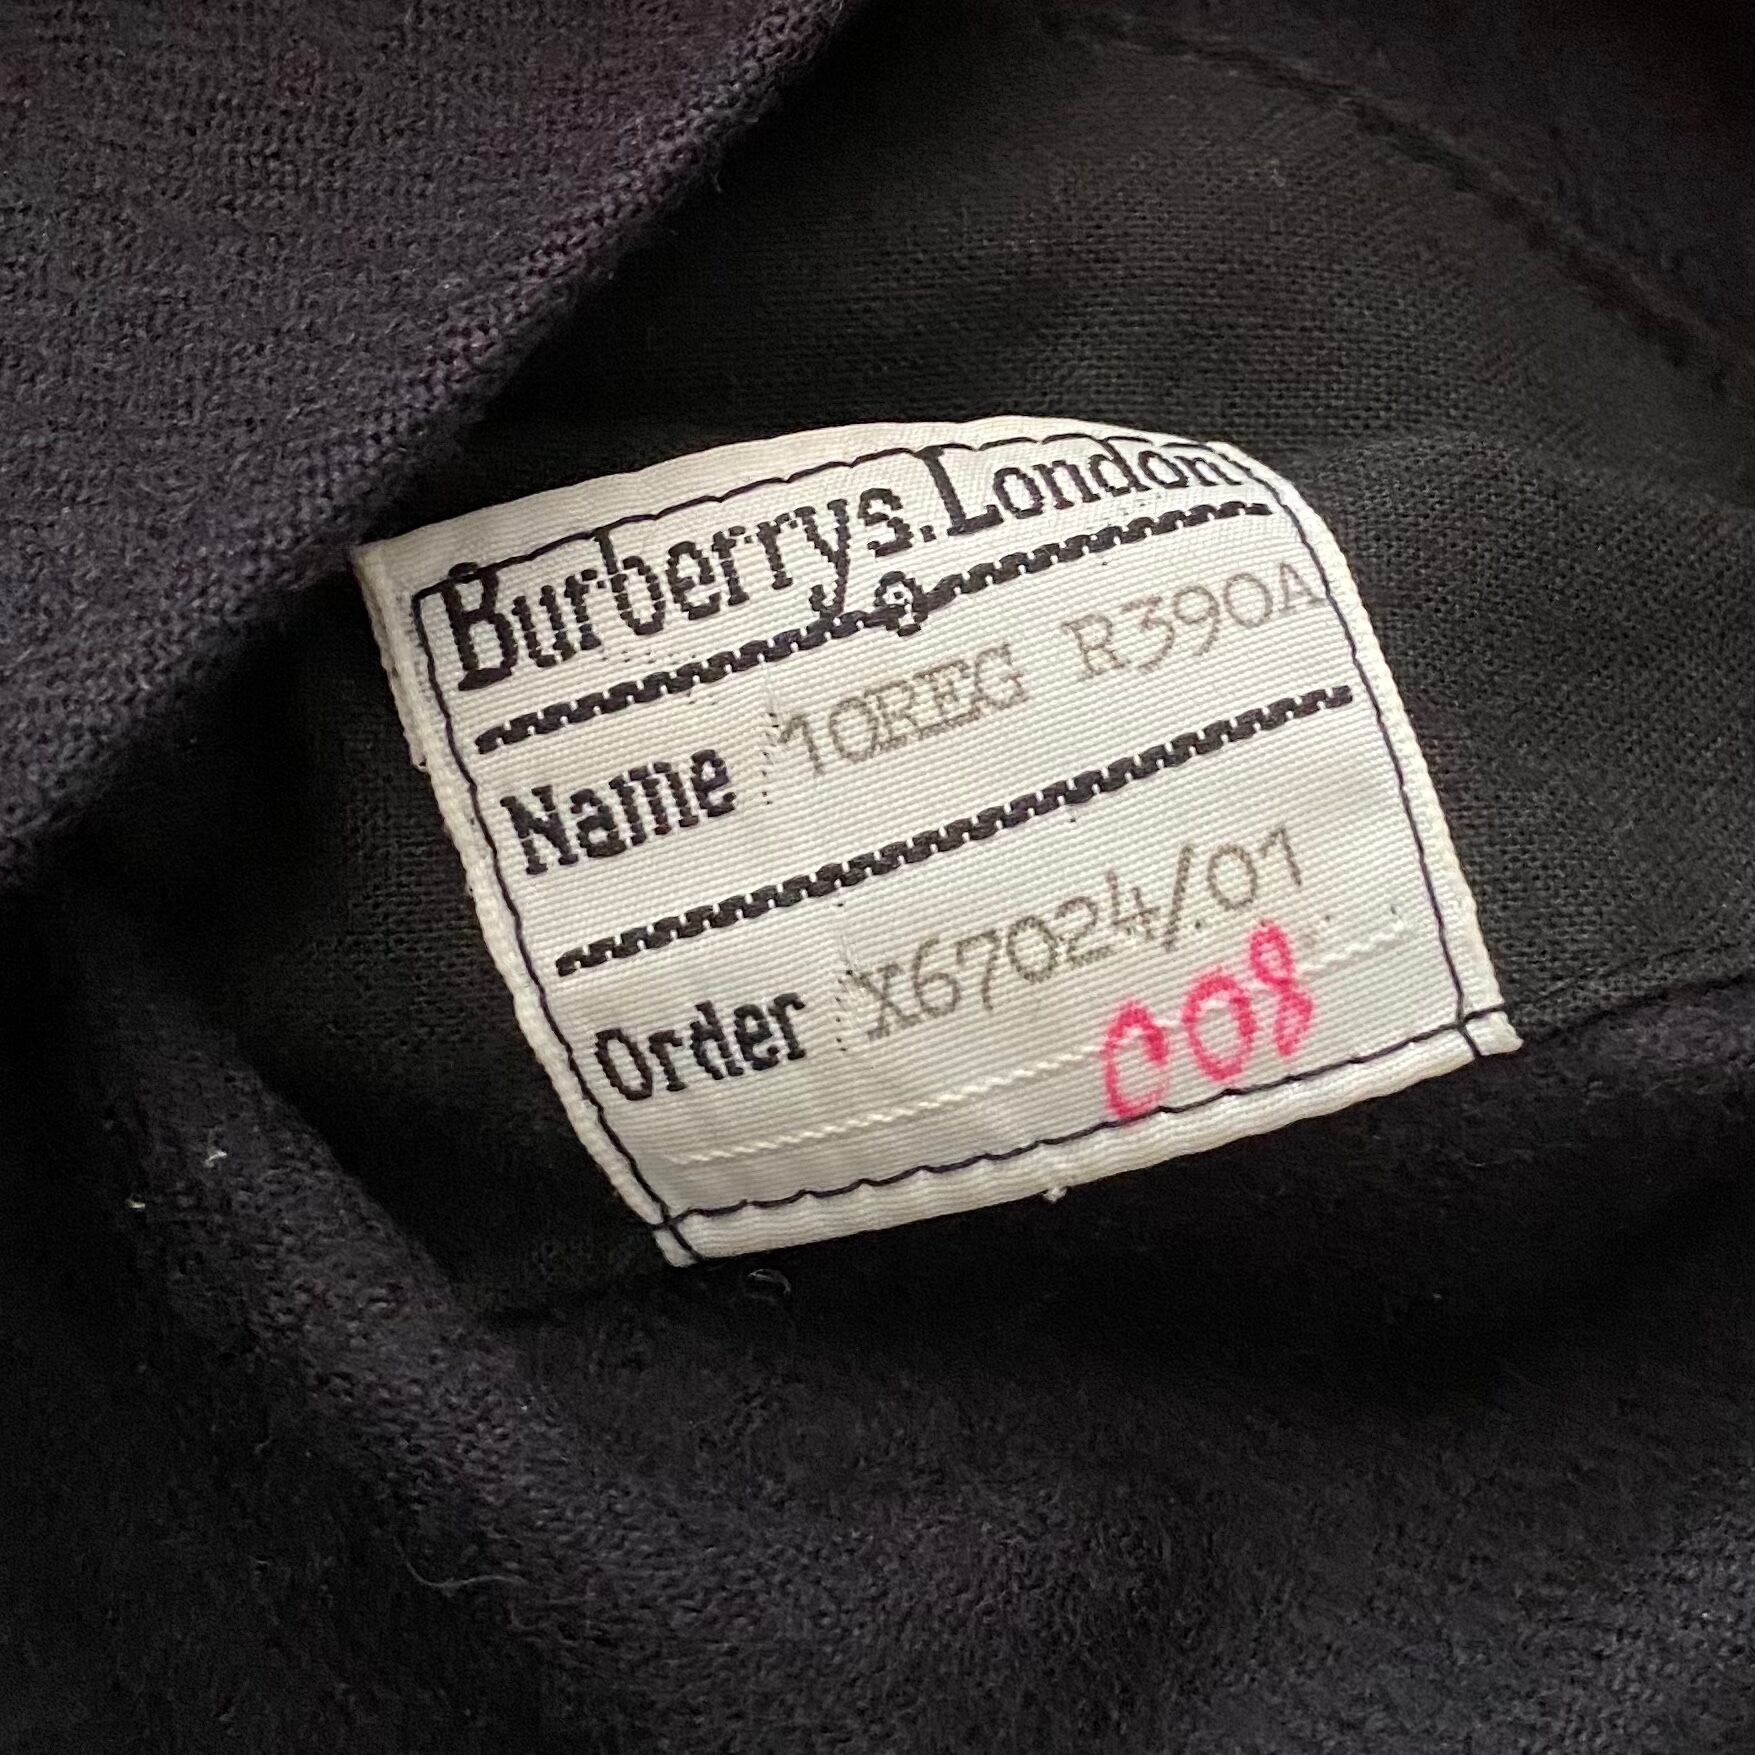 Burberrys. London
Name 10REG R390A
Order X67024/01
008